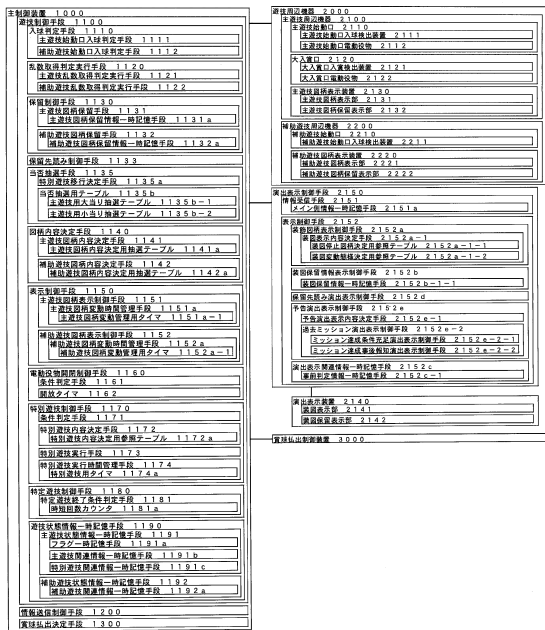 主制御装置 1000
遊技制御手段 1100
入球判定手段 1110
主遊技始動口入球判定手段 1111
補助遊技始動口入球判定手段 1112
乱数取得判定実行手段 1120
主遊技乱数取得判定実行手段 1121
補助遊技乱数取得判定実行手段 1122
保留制御手段 1130
主遊技図柄保留手段 1131
主遊技図柄保留情報一時記憶手段 1131a
補助遊技図柄保留手段 1132
補助遊技図柄保留情報一時記憶手段 1132a
保留先読み制御手段 1133
当否抽選手段 1135
特別遊技移行決定手段 1135a
当否抽選用テーブル 1135b
主遊技用大当り抽選テーブル 1135b-1
主遊技用小当り抽選テーブル 1135b-2
図柄内容決定手段 1140
主遊技図柄内容決定手段 1141
主遊技図柄内容決定用抽選テーブル 1141a
補助遊技図柄内容決定手段 1142
補助遊技図柄内容決定用抽選テーブル 1142a
表示制御手段 1150
主遊技図柄表示制御手段 1151
主遊技図柄変動時間管理手段 1151a
主遊技図柄変動管理用タイマ 1151a-1
補助遊技図柄表示制御手段 1152
補助遊技図柄変動時間管理手段 1152a
補助遊技図柄変動管理用タイマ 1152a-1
電動役物開閉制御手段 1160
条件判定手段 1161
開放タイマ 1162
特別遊技制御手段 1170
条件判定手段 1171
特別遊技内容決定手段 1172
特別遊技内容決定用参照テーブル 1172a
特別遊技実行手段 1173
特別遊技実行時間管理手段 1174
特別遊技用タイマ 1174a
特定遊技制御手段 1180
特定遊技終了条件判定手段 1181
時短回数カウンタ 1181a
遊技状態情報一時記憶手段 1190
主遊技状態情報一時記憶手段 1191
フラグ一時記憶手段 1191a
主遊技関連情報一時記憶手段 1191b
特別遊技関連情報一時記憶手段 1191c
補助遊技状態情報一時記憶手段 1192
補助遊技関連情報一時記憶手段 1192a
情報送信制御手段 1200
賞球払出決定手段 1300
遊技周辺機器 2000
主遊技周辺機器 2100
主遊技始動口 2110
主遊技始動口入球検出装置 2111
主遊技始動口電動役物 2112
大入賞口 2120
大入賞口入賞検出装置 2121
大入賞口電動役物 2122
主遊技図柄表示装置 2130
主遊技図柄表示部 2131
主遊技図柄保留表示部 2132
補助遊技周辺機器 2200
補助遊技始動口 2210
補助遊技始動口入球検出装置 2211
補助遊技図柄表示装置 2220
補助遊技図柄表示部 2221
補助遊技図柄保留表示部 2222
演出表示制御手段 2150
情報受信手段 2151
メイン側情報一時記憶手段 2151a
表示制御手段 2152
装飾図柄表示制御手段 2152a
装図表示内容決定手段 2152a-1
装図停止図柄決定用参照テーブル 2152a-1-1
装図変動態様決定用参照テーブル 2152a-1-2
装図保留情報表示制御手段 2152b
装図保留情報一時記憶手段 2152b-1-1
保留先読み演出表示制御手段 2152d
予告演出表示制御手段 2152e
予告演出表示内容決定手段 2152e-1
過去ミッション演出表示制御手段 2152e-2
ミッション達成条件充足演出表示制御手段 2152e-2-1
ミッション達成事後報知演出表示制御手段 2152e-2-2
演出表示関連情報一時記憶手段 2152c
事前判定情報一時記憶手段 2152c-1
演出表示装置 2140
装図表示部 2141
装図保留表示部 2142
賞球払出制御装置 3000